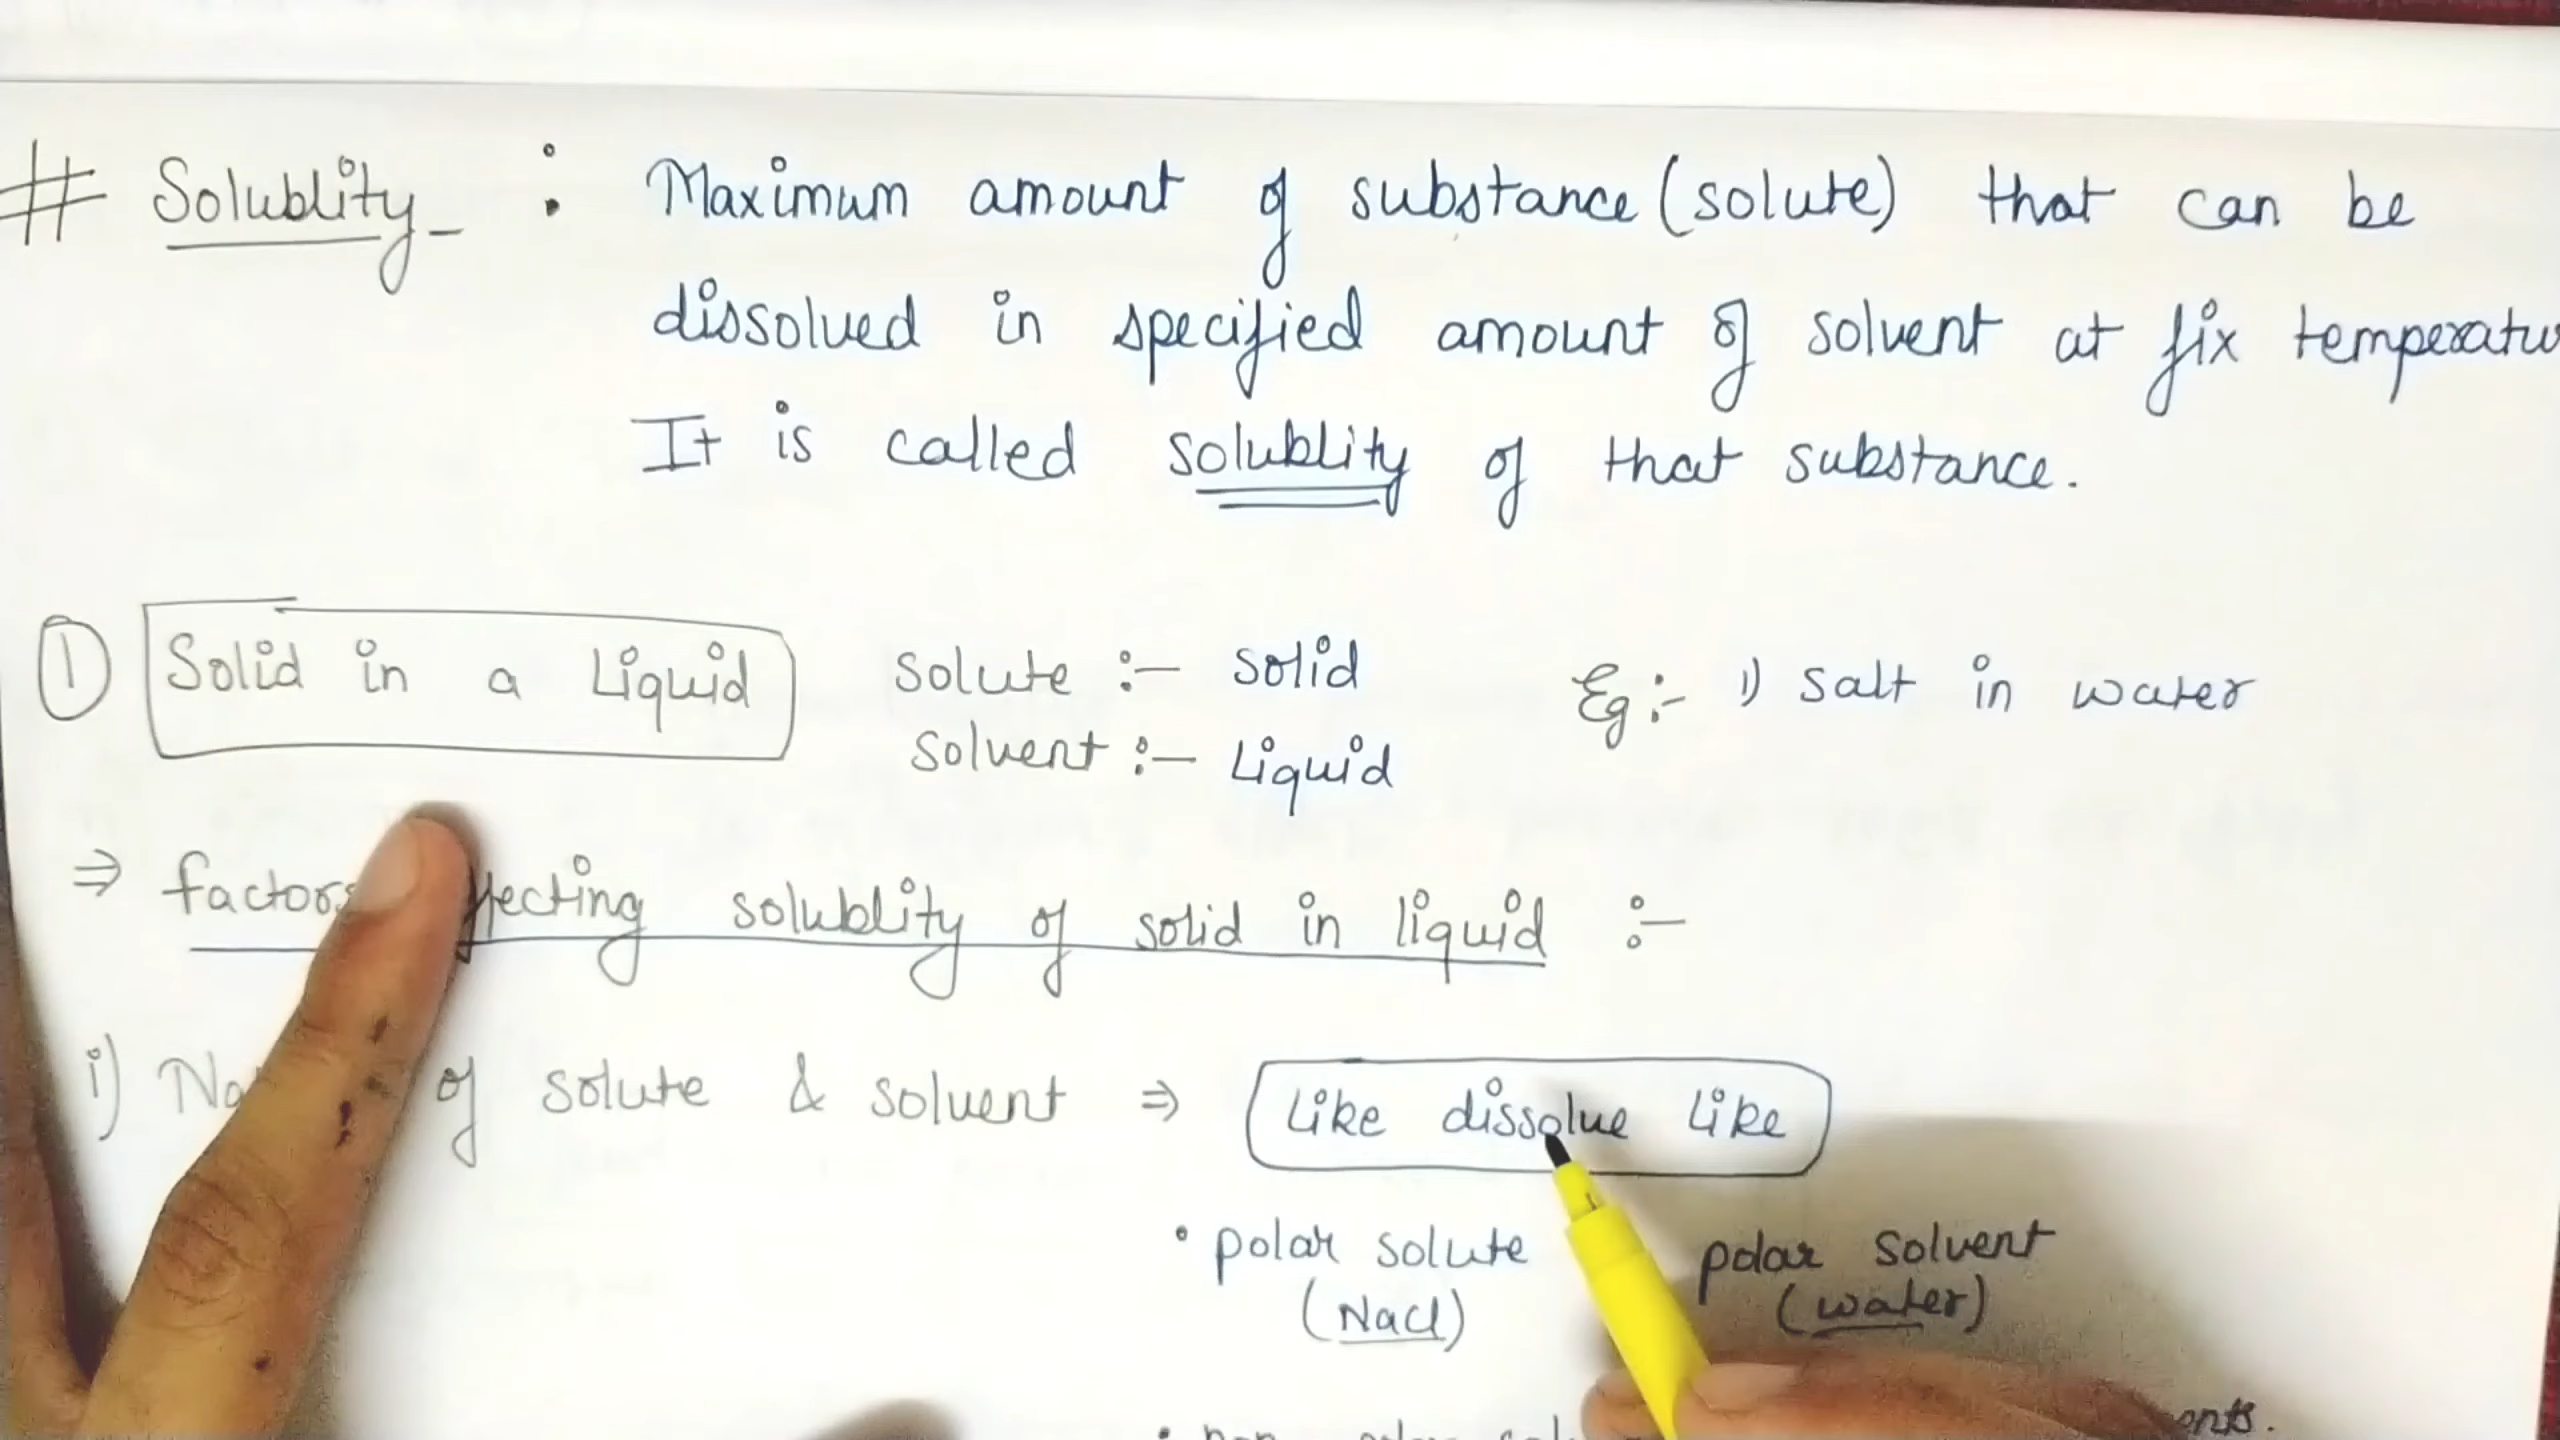 # Solublity : Maximum amount of substance (solute) that can be
dissolved in specified amount of solvent at fix temperatu
It is called solublity of that substance.
① Solid in a Liquid solute :- solid Eg :- 1) salt in water
solvent :- Liquid
⇒ factors ffecting solublity of solid in liquid :-
i) Na of solute & solvent ⇒ Like dissolve Like
• polar solute polar solvent
(NaCl) (water)